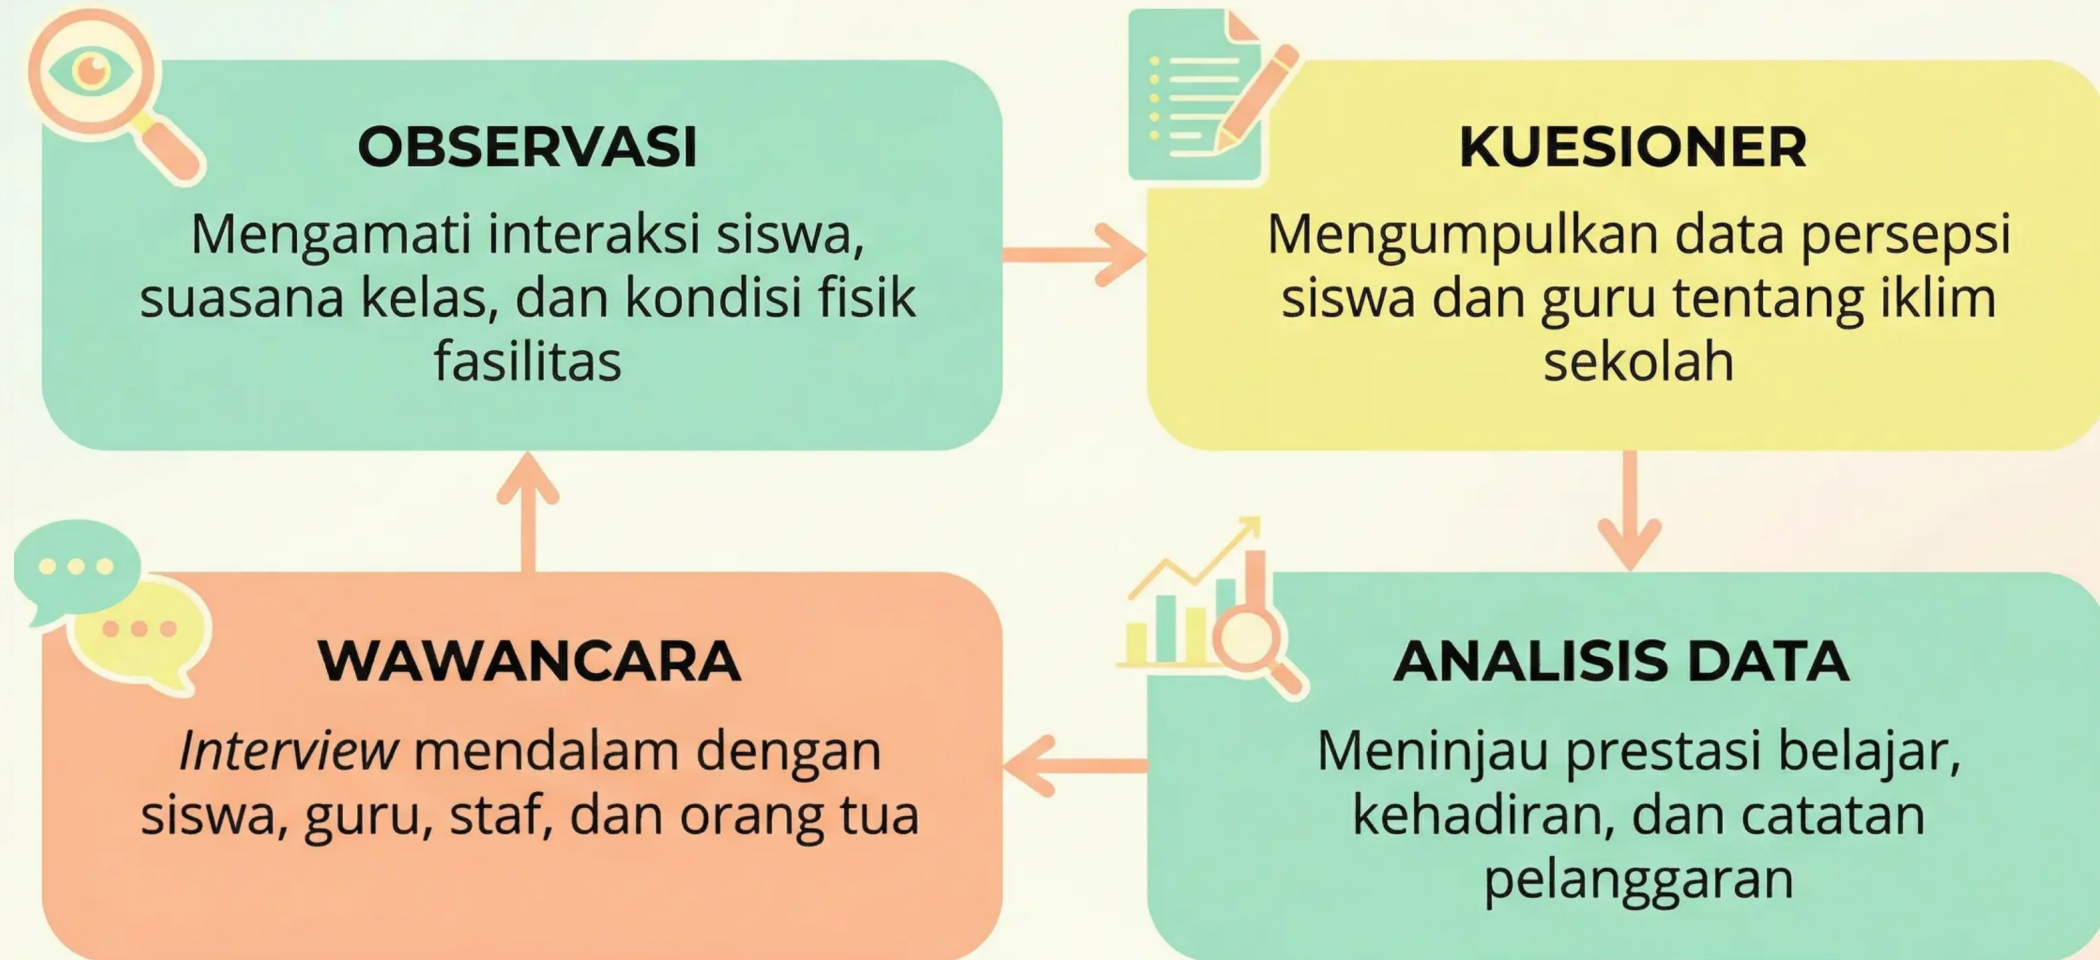 OBSERVASI
Mengamati interaksi siswa,
suasana kelas, dan kondisi fisik
fasilitas
KUESIONER
Mengumpulkan data persepsi
siswa dan guru tentang iklim
sekolah
WAWANCARA
Interview mendalam dengan
siswa, guru, staf, dan orang tua
ANALISIS DATA
Meninjau prestasi belajar,
kehadiran, dan catatan
pelanggaran